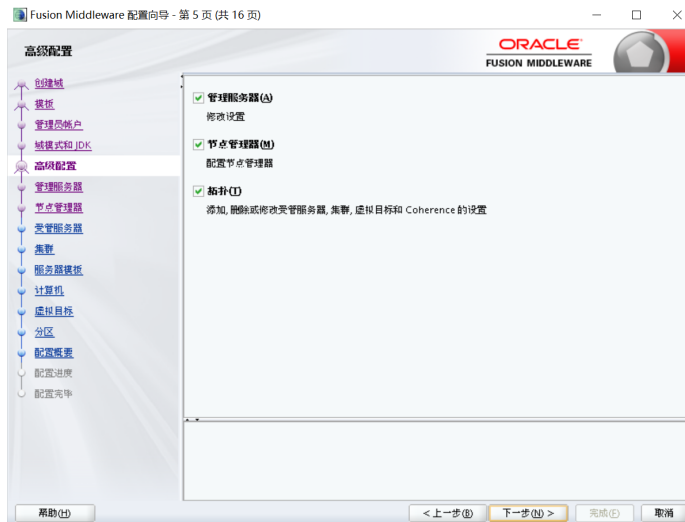 Fusion Middleware 配置向导 - 第 5 页 (共 16 页)
高级配置
ORACLE
FUSION MIDDLEWARE
创建域
模板
管理员帐户
域模式和 JDK
高级配置
管理服务器
节点管理器
受管服务器
集群
服务器模板
计算机
虚拟目标
分区
配置概要
配置进度
配置完毕
管理服务器(A)
修改设置
节点管理器(M)
配置节点管理器
拓扑(T)
添加, 删除或修改受管服务器, 集群, 虚拟目标和 Coherence 的设置
帮助(H)
< 上一步(B)
下一步(N) >
完成(F)
取消